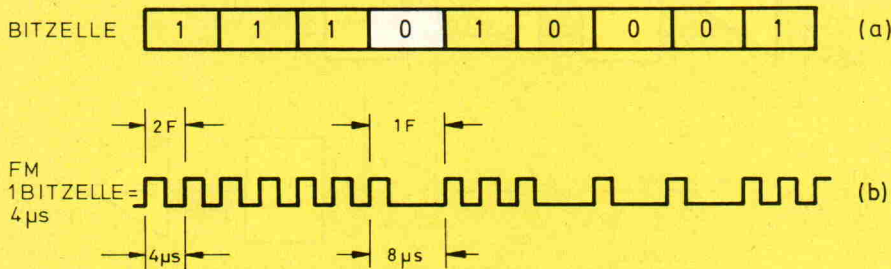 BITZELLE 1 1 1 0 1 0 0 0 1 (a)
2F 1F
FM
1BITZELLE= (b)
4µs
4µs 8µs